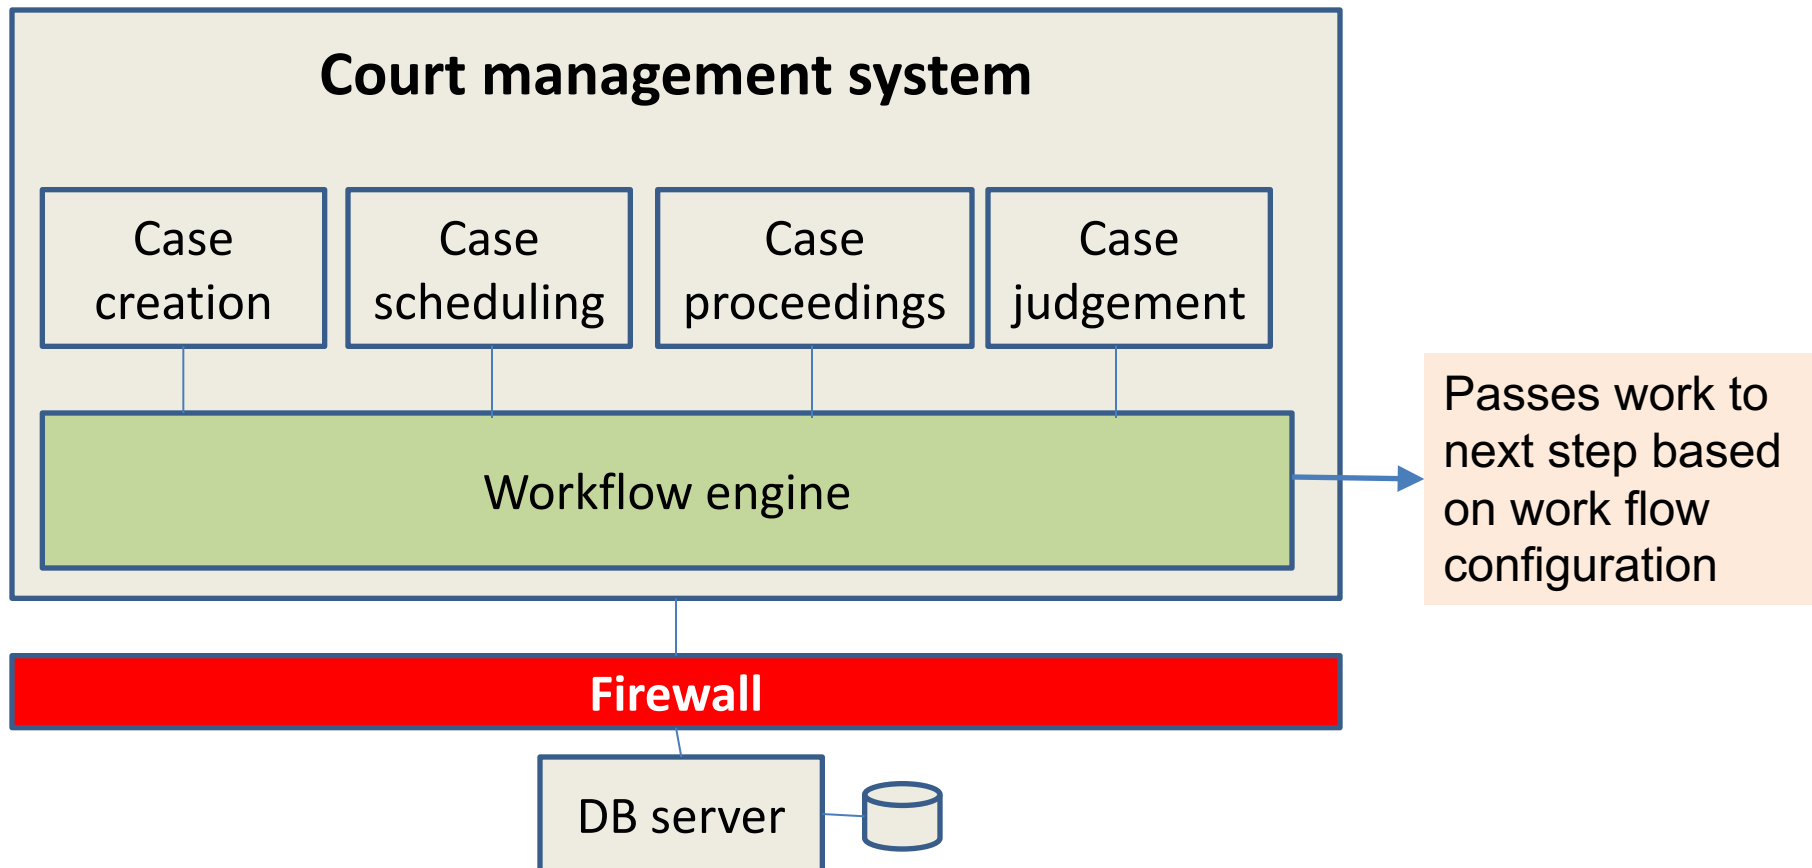 Court management system
Case
creation
Case
scheduling
Case
proceedings
Case
judgement
Workflow engine
Passes work to
next step based
on work flow
configuration
Firewall
DB server